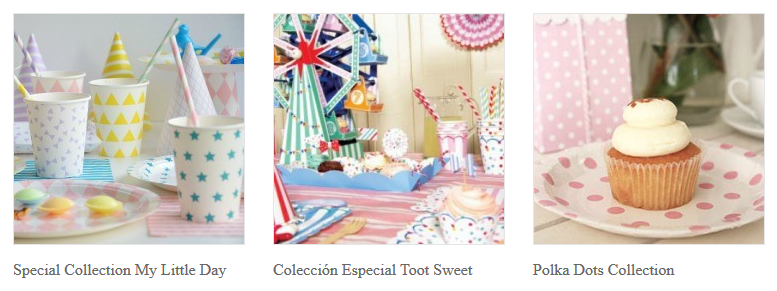 Special Collection My Little Day
Colección Especial Toot Sweet
Polka Dots Collection